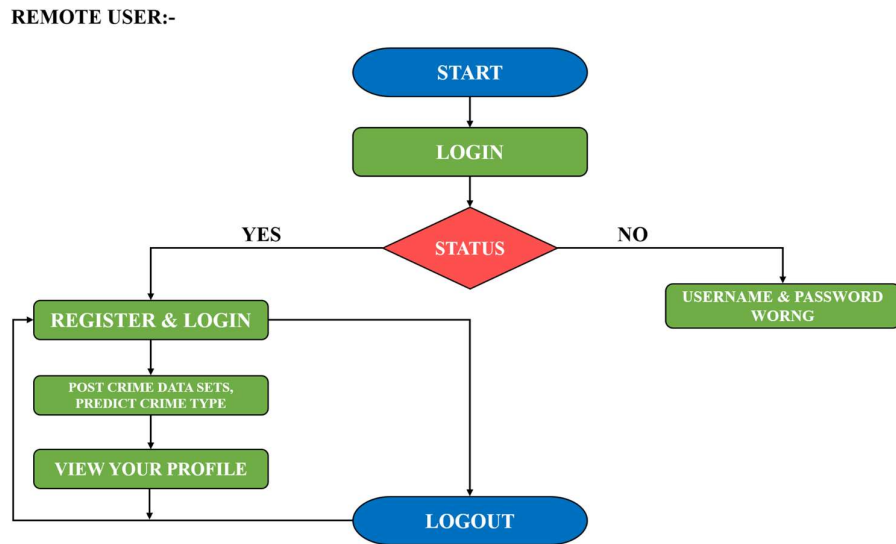 REMOTE USER:-
START
LOGIN
STATUS
YES
NO
USERNAME & PASSWORD
WORNG
REGISTER & LOGIN
POST CRIME DATA SETS,
PREDICT CRIME TYPE
VIEW YOUR PROFILE
LOGOUT